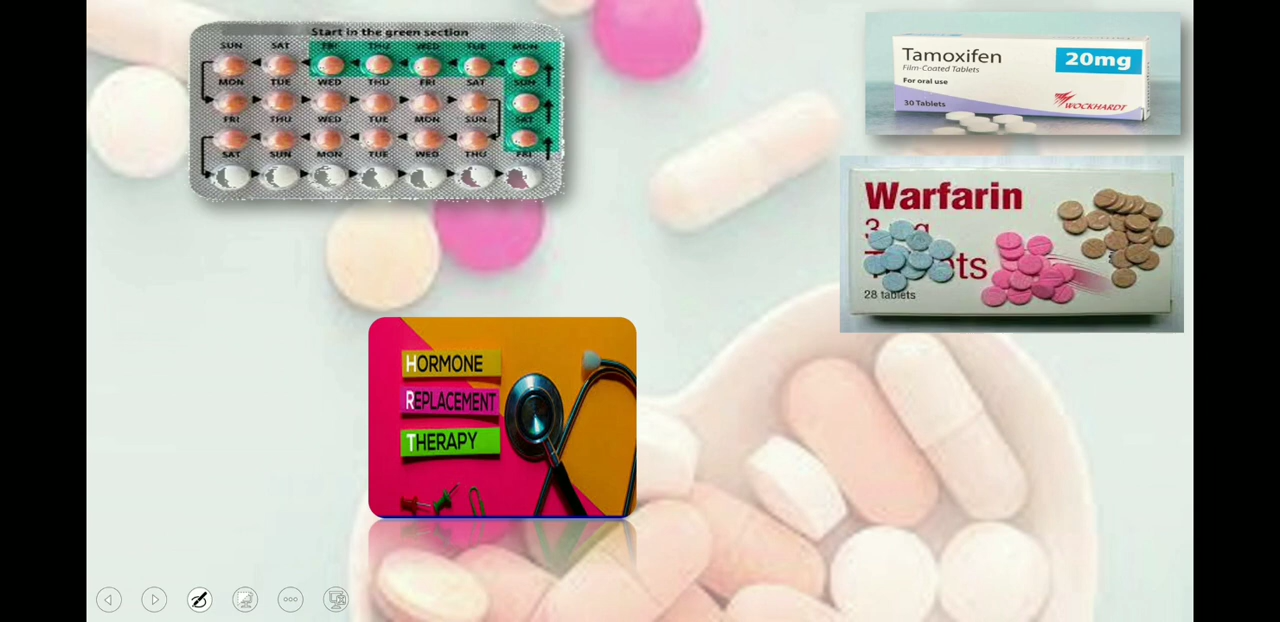 Start in the green section
SUN SAT FRI THU WED TUE MON
MON TUE WED THU FRI SAT SUN
FRI THU WED TUE MON SUN SAT
SAT SUN MON TUE WED THU FRI
Tamoxifen
20mg
Film-Coated Tablets
For oral use
30 Tablets
WOCKHARDT
Warfarin
3
28 tablets
HORMONE
REPLACEMENT
THERAPY